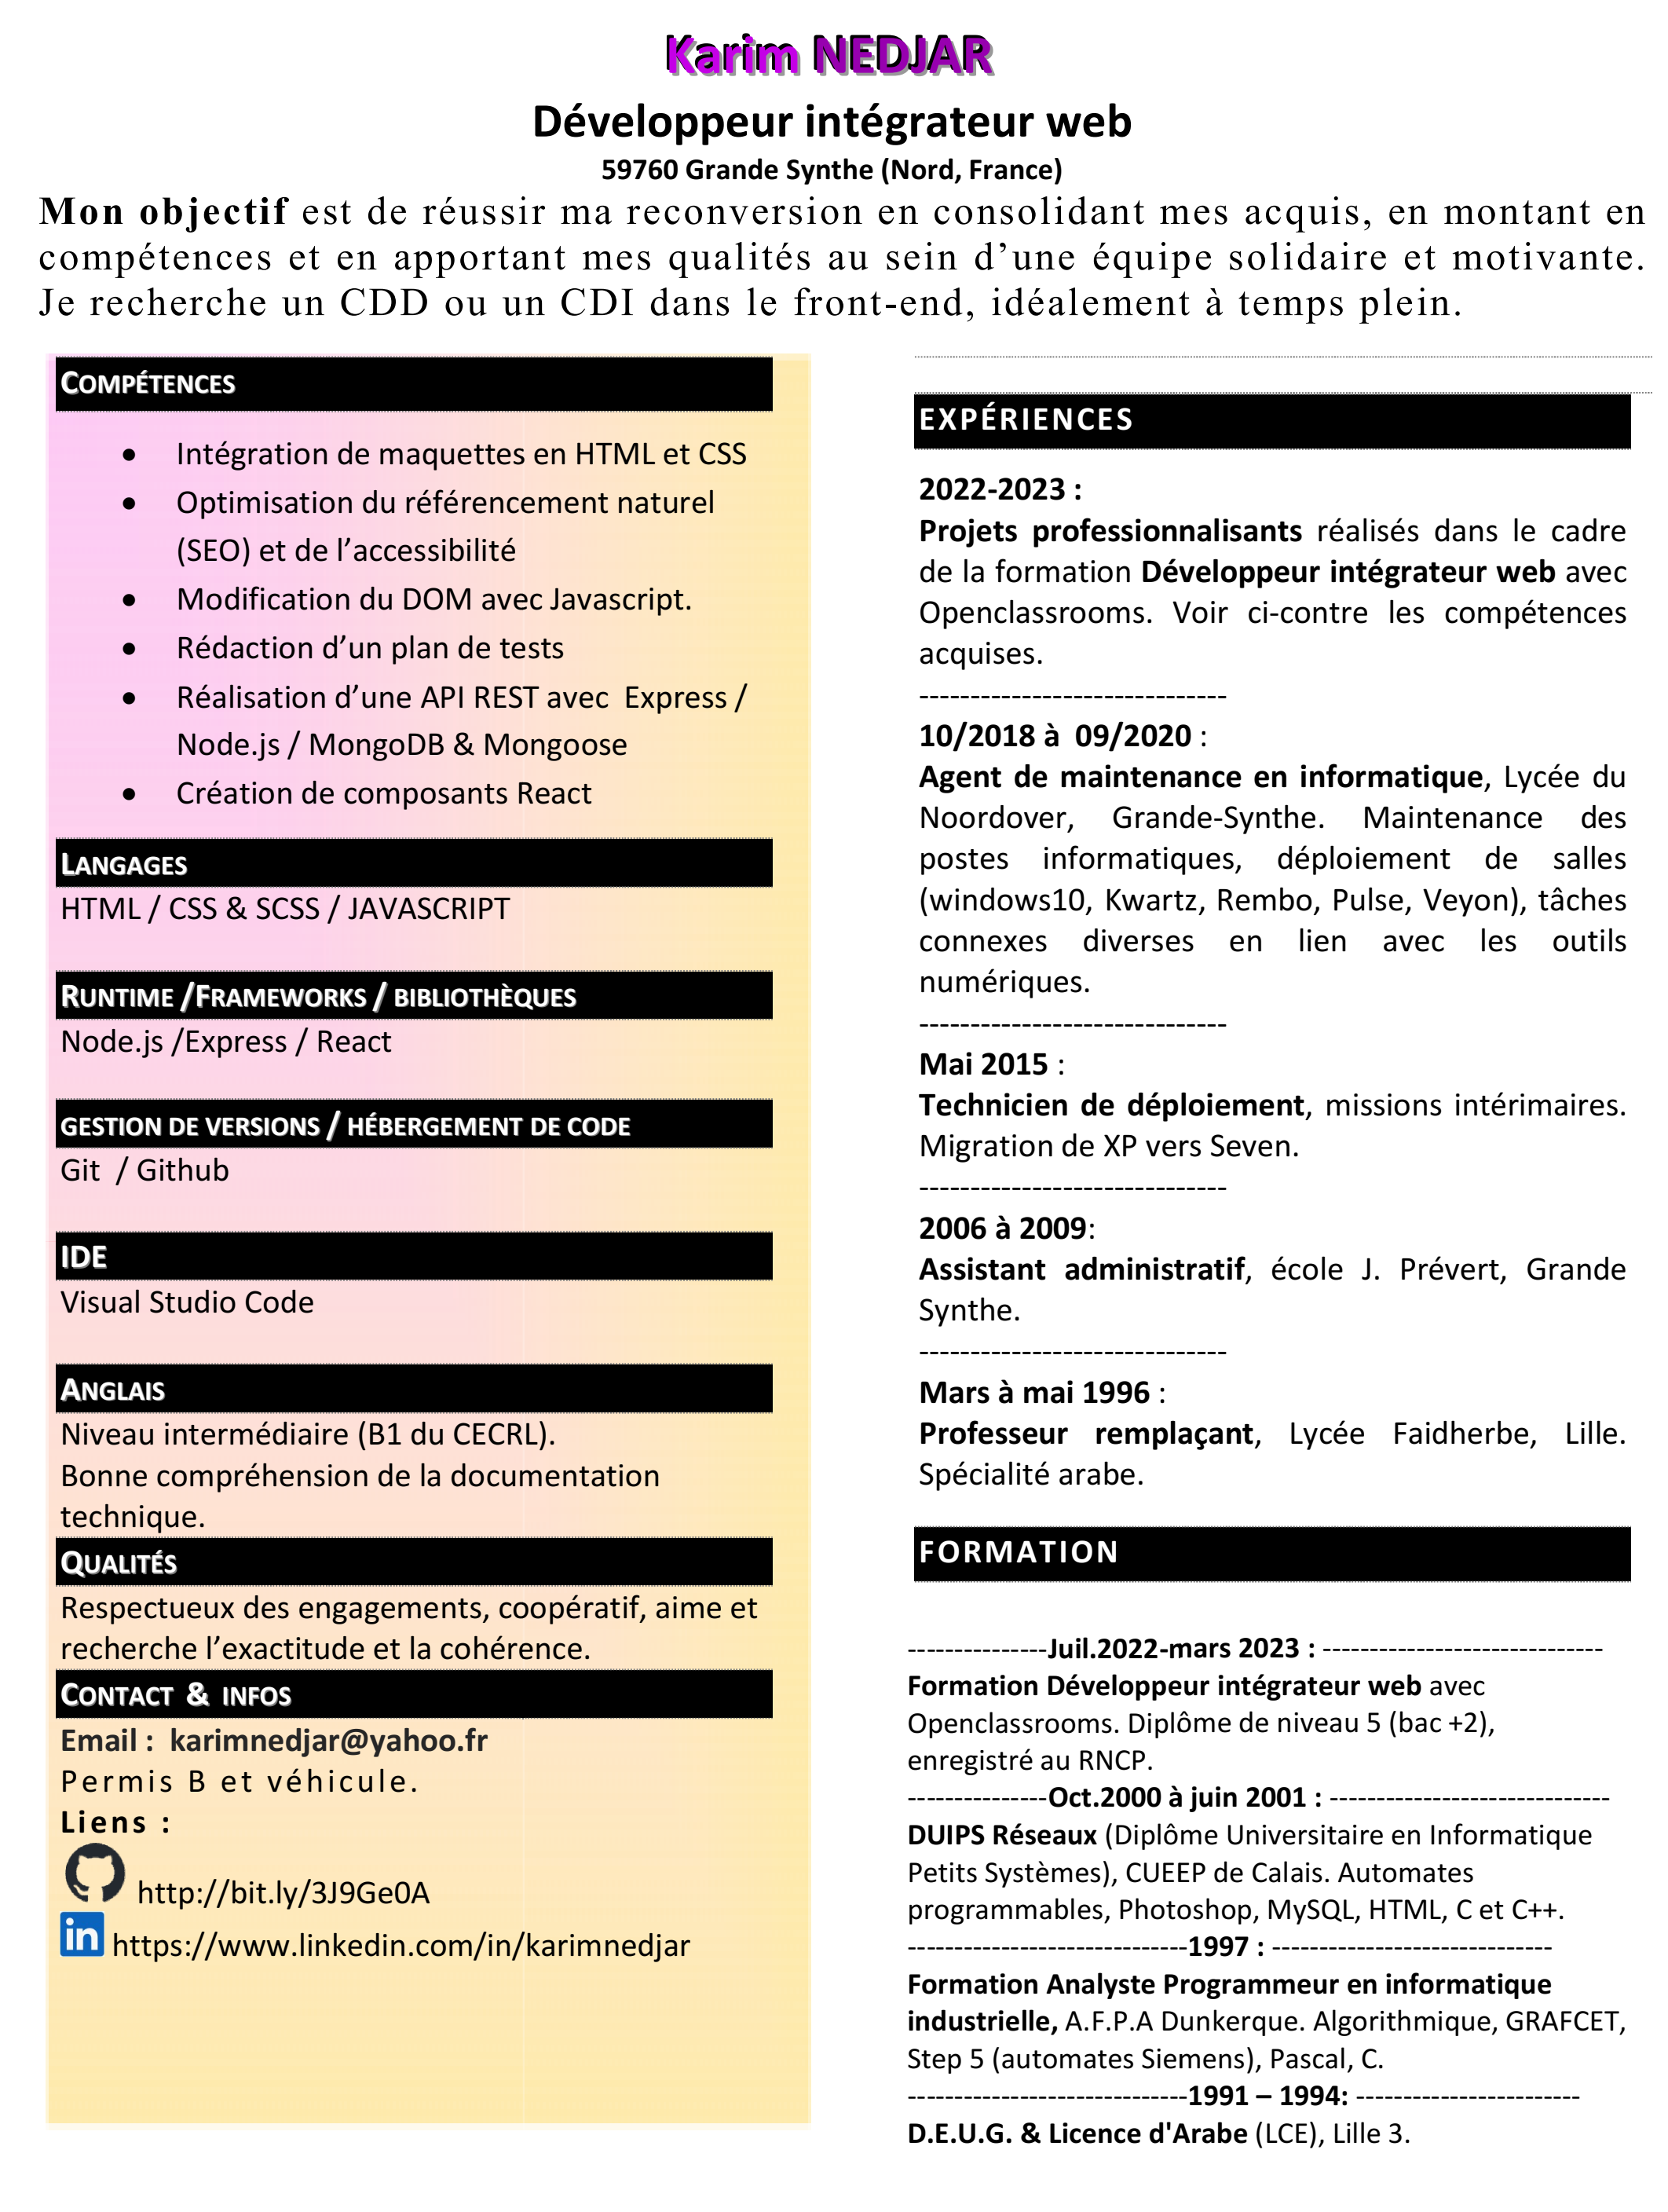 Karim NEDJAR
Développeur intégrateur web
59760 Grande Synthe (Nord, France)
Mon objectif est de réussir ma reconversion en consolidant mes acquis, en montant en
compétences et en apportant mes qualités au sein d’une équipe solidaire et motivante.
Je recherche un CDD ou un CDI dans le front-end, idéalement à temps plein.
COMPÉTENCES
• Intégration de maquettes en HTML et CSS
• Optimisation du référencement naturel
(SEO) et de l’accessibilité
• Modification du DOM avec Javascript.
• Rédaction d’un plan de tests
• Réalisation d’une API REST avec Express /
Node.js / MongoDB & Mongoose
• Création de composants React
LANGAGES
HTML / CSS & SCSS / JAVASCRIPT
RUNTIME /FRAMEWORKS / BIBLIOTHÈQUES
Node.js /Express / React
GESTION DE VERSIONS / HÉBERGEMENT DE CODE
Git / Github
IDE
Visual Studio Code
ANGLAIS
Niveau intermédiaire (B1 du CECRL).
Bonne compréhension de la documentation
technique.
QUALITÉS
Respectueux des engagements, coopératif, aime et
recherche l’exactitude et la cohérence.
CONTACT & INFOS
Email : karimnedjar@yahoo.fr
Permis B et véhicule.
Liens :
http://bit.ly/3J9Ge0A
in https://www.linkedin.com/in/karimnedjar
EXPÉRIENCES
2022-2023 :
Projets professionnalisants réalisés dans le cadre
de la formation Développeur intégrateur web avec
Openclassrooms. Voir ci-contre les compétences
acquises.
------------------------------
10/2018 à 09/2020 :
Agent de maintenance en informatique, Lycée du
Noordover, Grande-Synthe. Maintenance des
postes informatiques, déploiement de salles
(windows10, Kwartz, Rembo, Pulse, Veyon), tâches
connexes diverses en lien avec les outils
numériques.
------------------------------
Mai 2015 :
Technicien de déploiement, missions intérimaires.
Migration de XP vers Seven.
------------------------------
2006 à 2009:
Assistant administratif, école J. Prévert, Grande
Synthe.
------------------------------
Mars à mai 1996 :
Professeur remplaçant, Lycée Faidherbe, Lille.
Spécialité arabe.
FORMATION
---------------Juil.2022-mars 2023 : ------------------------------
Formation Développeur intégrateur web avec
Openclassrooms. Diplôme de niveau 5 (bac +2),
enregistré au RNCP.
---------------Oct.2000 à juin 2001 : ------------------------------
DUIPS Réseaux (Diplôme Universitaire en Informatique
Petits Systèmes), CUEEP de Calais. Automates
programmables, Photoshop, MySQL, HTML, C et C++.
------------------------------1997 : ------------------------------
Formation Analyste Programmeur en informatique
industrielle, A.F.P.A Dunkerque. Algorithmique, GRAFCET,
Step 5 (automates Siemens), Pascal, C.
------------------------------1991 – 1994: ------------------------
D.E.U.G. & Licence d'Arabe (LCE), Lille 3.